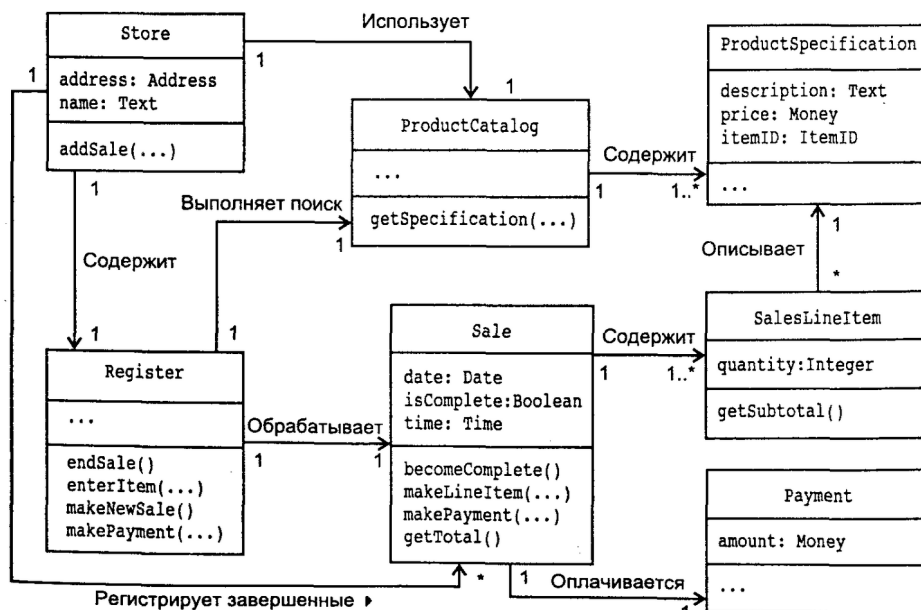 Store
address: Address
name: Text
addSale(...)
1
1
1
Использует
1
ProductCatalog
...
getSpecification(...)
Содержит
1
1..*
ProductSpecification
description: Text
price: Money
itemID: ItemID
...
Выполняет поиск
1
1
Содержит
1
Описывает
1
*
Register
...
endSale()
enterItem(...)
makeNewSale()
makePayment(...)
Обрабатывает
1
1
Sale
date: Date
isComplete:Boolean
time: Time
becomeComplete()
makeLineItem(...)
makePayment(...)
getTotal()
Содержит
1
1..*
SalesLineItem
quantity:Integer
getSubtotal()
Payment
amount: Money
...
Регистрирует завершенные
*
1
Оплачивается
1